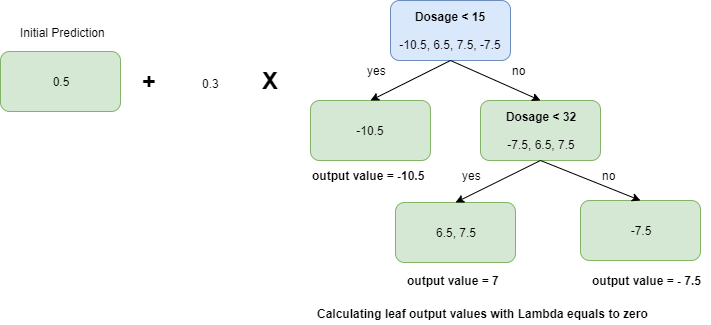 Dosage < 15
-10.5, 6.5, 7.5, -7.5
Initial Prediction
0.5
+
0.3
X
yes
no
-10.5
output value = -10.5
Dosage < 32
-7.5, 6.5, 7.5
yes
no
6.5, 7.5
output value = 7
-7.5
output value = - 7.5
Calculating leaf output values with Lambda equals to zero